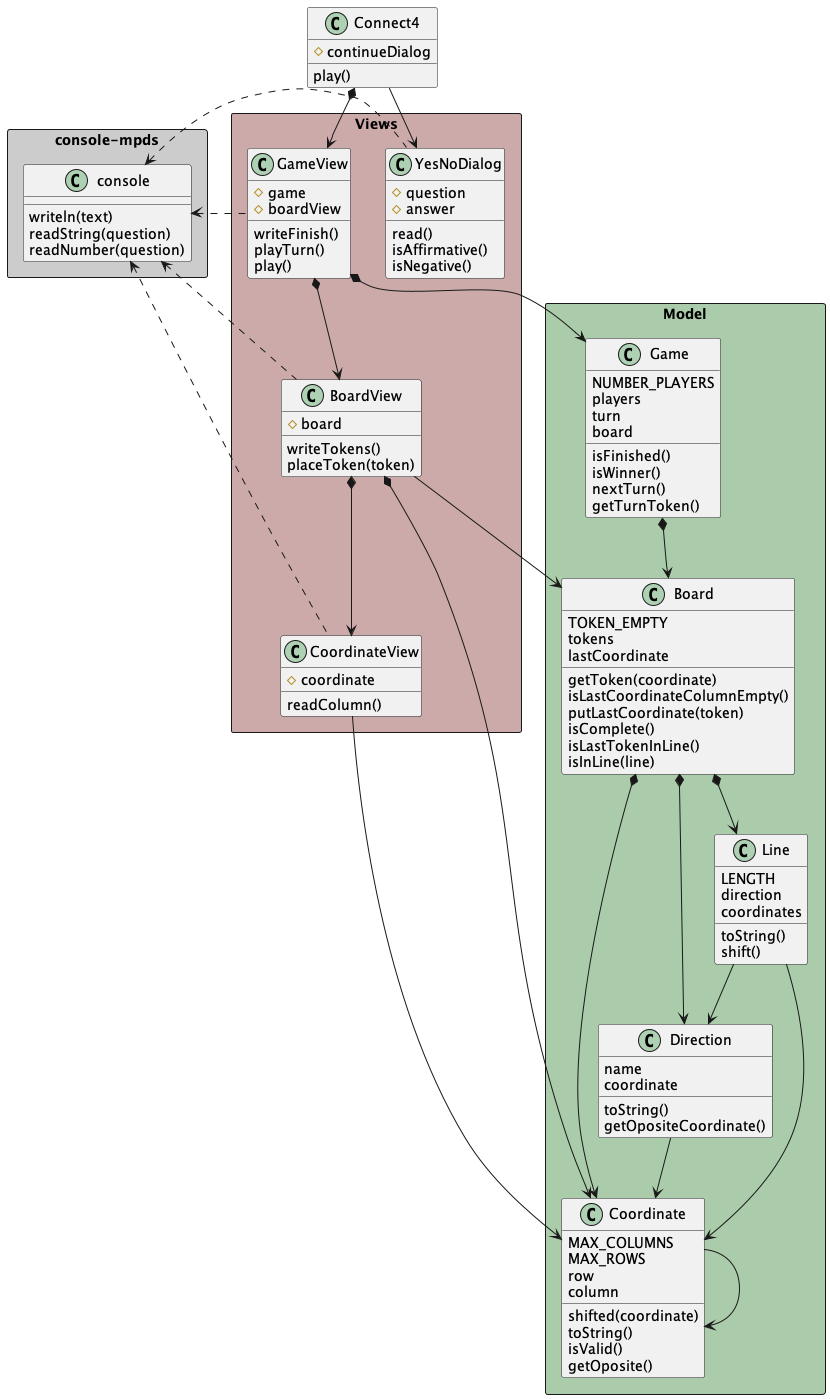 C Connect4
continueDialog
play()
Views
console-mpds
C console
writeln(text)
readString(question)
readNumber(question)
C GameView
game
boardView
writeFinish()
playTurn()
play()
C YesNoDialog
question
answer
read()
isAffirmative()
isNegative()
Model
C Game
NUMBER_PLAYERS
players
turn
board
isFinished()
isWinner()
nextTurn()
getTurnToken()
C BoardView
board
writeTokens()
placeToken(token)
C Board
TOKEN_EMPTY
tokens
lastCoordinate
getToken(coordinate)
isLastCoordinateColumnEmpty()
putLastCoordinate(token)
isComplete()
isLastTokenInLine()
isInLine(line)
C CoordinateView
coordinate
readColumn()
C Line
LENGTH
direction
coordinates
toString()
shift()
C Direction
name
coordinate
toString()
getOpositeCoordinate()
C Coordinate
MAX_COLUMNS
MAX_ROWS
row
column
shifted(coordinate)
toString()
isValid()
getOposite()